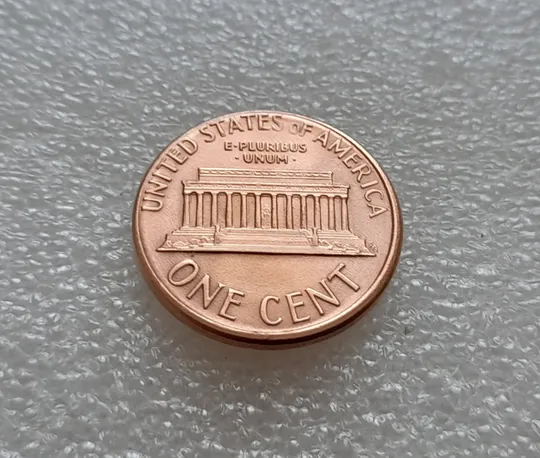 UNITED STATES OF AMERICA
E·PLURIBUS
·UNUM·
ONE CENT